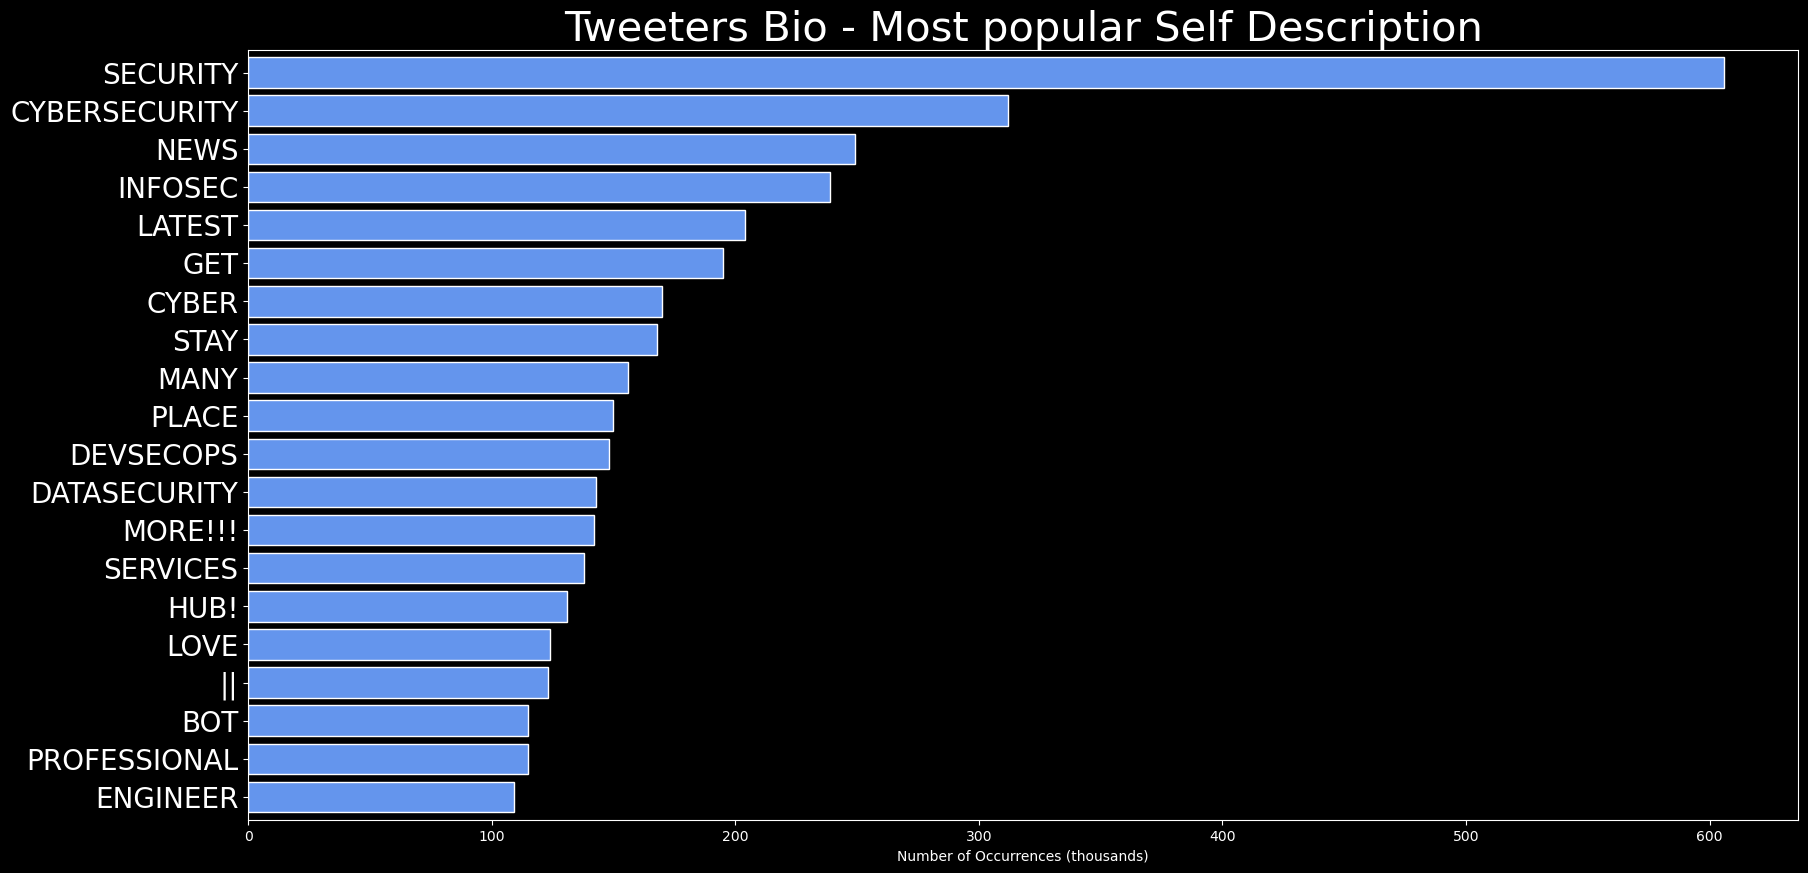 Tweeters Bio - Most popular Self Description
SECURITY
CYBERSECURITY
NEWS
INFOSEC
LATEST
GET
CYBER
STAY
MANY
PLACE
DEVSECOPS
DATASECURITY
MORE!!!
SERVICES
HUB!
LOVE
||
BOT
PROFESSIONAL
ENGINEER
0 100 200 300 400 500 600
Number of Occurrences (thousands)